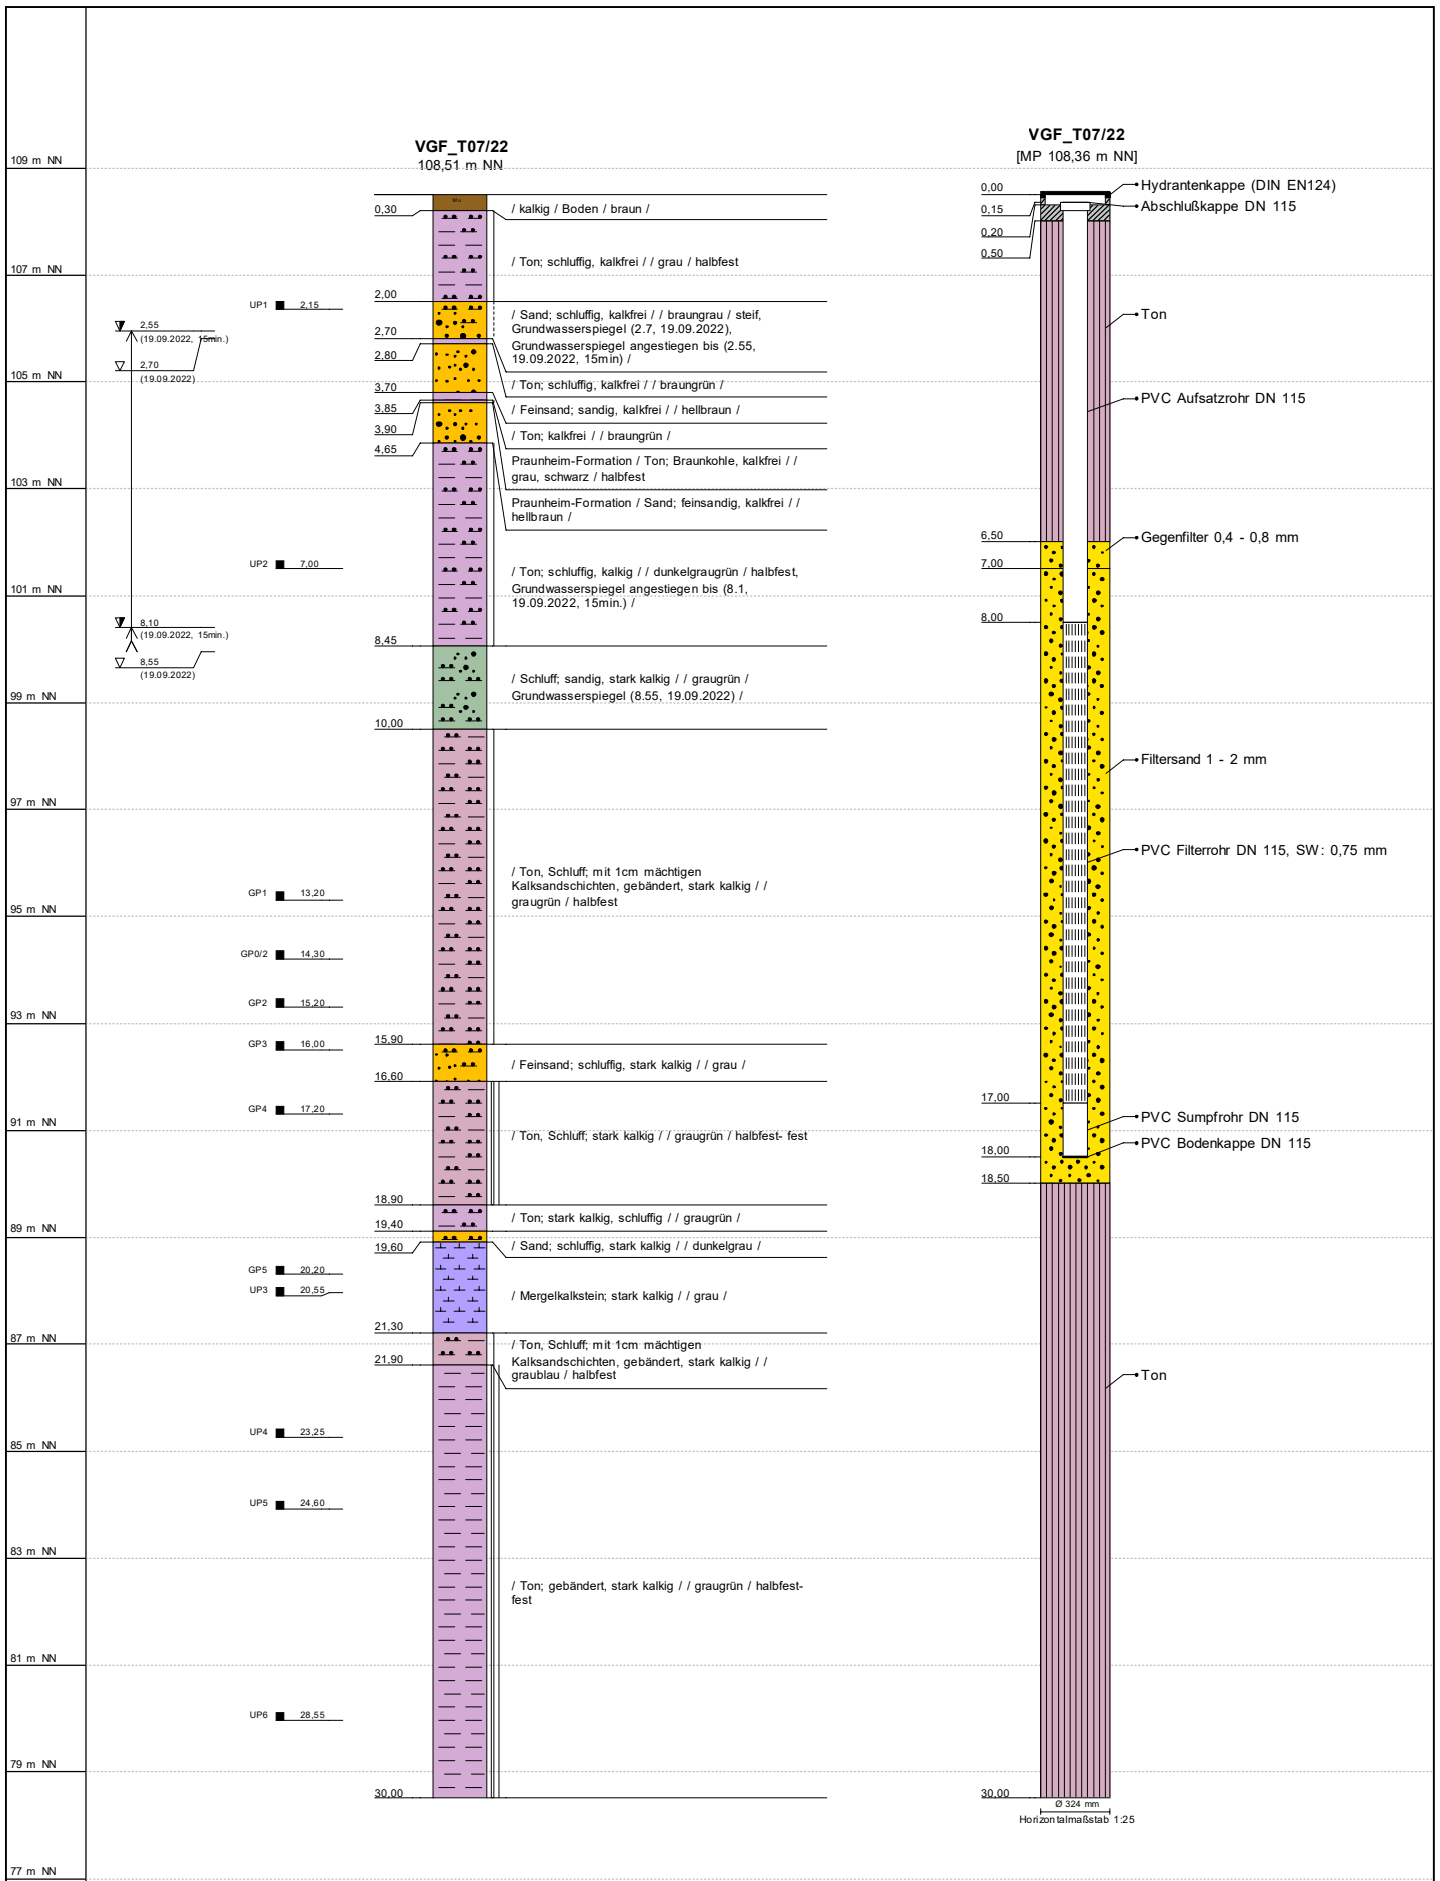 VGF_T07/22
108,51 m NN
VGF_T07/22
[MP 108,36 m NN]
109 m NN
107 m NN
105 m NN
103 m NN
101 m NN
99 m NN
97 m NN
95 m NN
93 m NN
91 m NN
89 m NN
87 m NN
85 m NN
83 m NN
81 m NN
79 m NN
77 m NN
2,55
(19.09.2022, 15min.)
2,70
(19.09.2022)
8,10
(19.09.2022, 15min.)
8,55
(19.09.2022)
UP1 2,15
UP2 7,00
GP1 13,20
GP0/2 14,30
GP2 15,20
GP3 16,00
GP4 17,20
GP5 20,20
UP3 20,55
UP4 23,25
UP5 24,60
UP6 28,55
Mu
0,30
2,00
2,70
2,80
3,70
3,85
3,90
4,65
8,45
10,00
15,90
16,60
18,90
19,40
19,60
21,30
21,90
30,00
/ kalkig / Boden / braun /
/ Ton; schluffig, kalkfrei / / grau / halbfest
/ Sand; schluffig, kalkfrei / / braungrau / steif,
Grundwasserspiegel (2.7, 19.09.2022),
Grundwasserspiegel angestiegen bis (2.55,
19.09.2022, 15min) /
/ Ton; schluffig, kalkfrei / / braungrün /
/ Feinsand; sandig, kalkfrei / / hellbraun /
/ Ton; kalkfrei / / braungrün /
Praunheim-Formation / Ton; Braunkohle, kalkfrei / /
grau, schwarz / halbfest
Praunheim-Formation / Sand; feinsandig, kalkfrei / /
hellbraun /
/ Ton; schluffig, kalkig / / dunkelgraugrün / halbfest,
Grundwasserspiegel angestiegen bis (8.1,
19.09.2022, 15min.) /
/ Schluff; sandig, stark kalkig / / graugrün /
Grundwasserspiegel (8.55, 19.09.2022) /
/ Ton, Schluff; mit 1cm mächtigen
Kalksandschichten, gebändert, stark kalkig / /
graugrün / halbfest
/ Feinsand; schluffig, stark kalkig / / grau /
/ Ton, Schluff; stark kalkig / / graugrün / halbfest- fest
/ Ton; stark kalkig, schluffig / / graugrün /
/ Sand; schluffig, stark kalkig / / dunkelgrau /
/ Mergelkalkstein; stark kalkig / / grau /
/ Ton, Schluff; mit 1cm mächtigen
Kalksandschichten, gebändert, stark kalkig / /
graublau / halbfest
/ Ton; gebändert, stark kalkig / / graugrün / halbfest-
fest
0,00
0,15
0,20
0,50
6,50
7,00
8,00
17,00
18,00
18,50
30,00
Hydrantenkappe (DIN EN124)
Abschlußkappe DN 115
Ton
PVC Aufsatzrohr DN 115
Gegenfilter 0,4 - 0,8 mm
Filtersand 1 - 2 mm
PVC Filterrohr DN 115, SW: 0,75 mm
PVC Sumpfrohr DN 115
PVC Bodenkappe DN 115
Ton
Ø 324 mm
Horizontalmaßstab 1:25